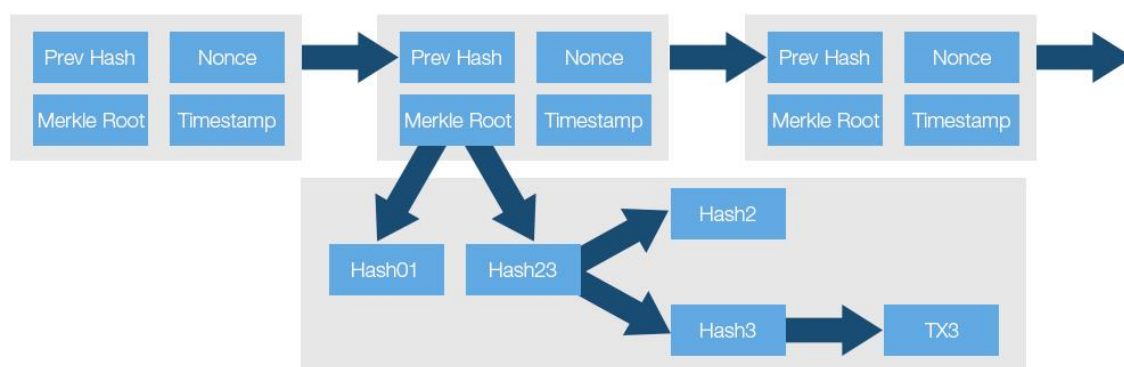 Prev Hash
Nonce
Prev Hash
Nonce
Prev Hash
Nonce
Merkle Root
Timestamp
Merkle Root
Timestamp
Merkle Root
Timestamp
Hash2
Hash01
Hash23
Hash3
TX3